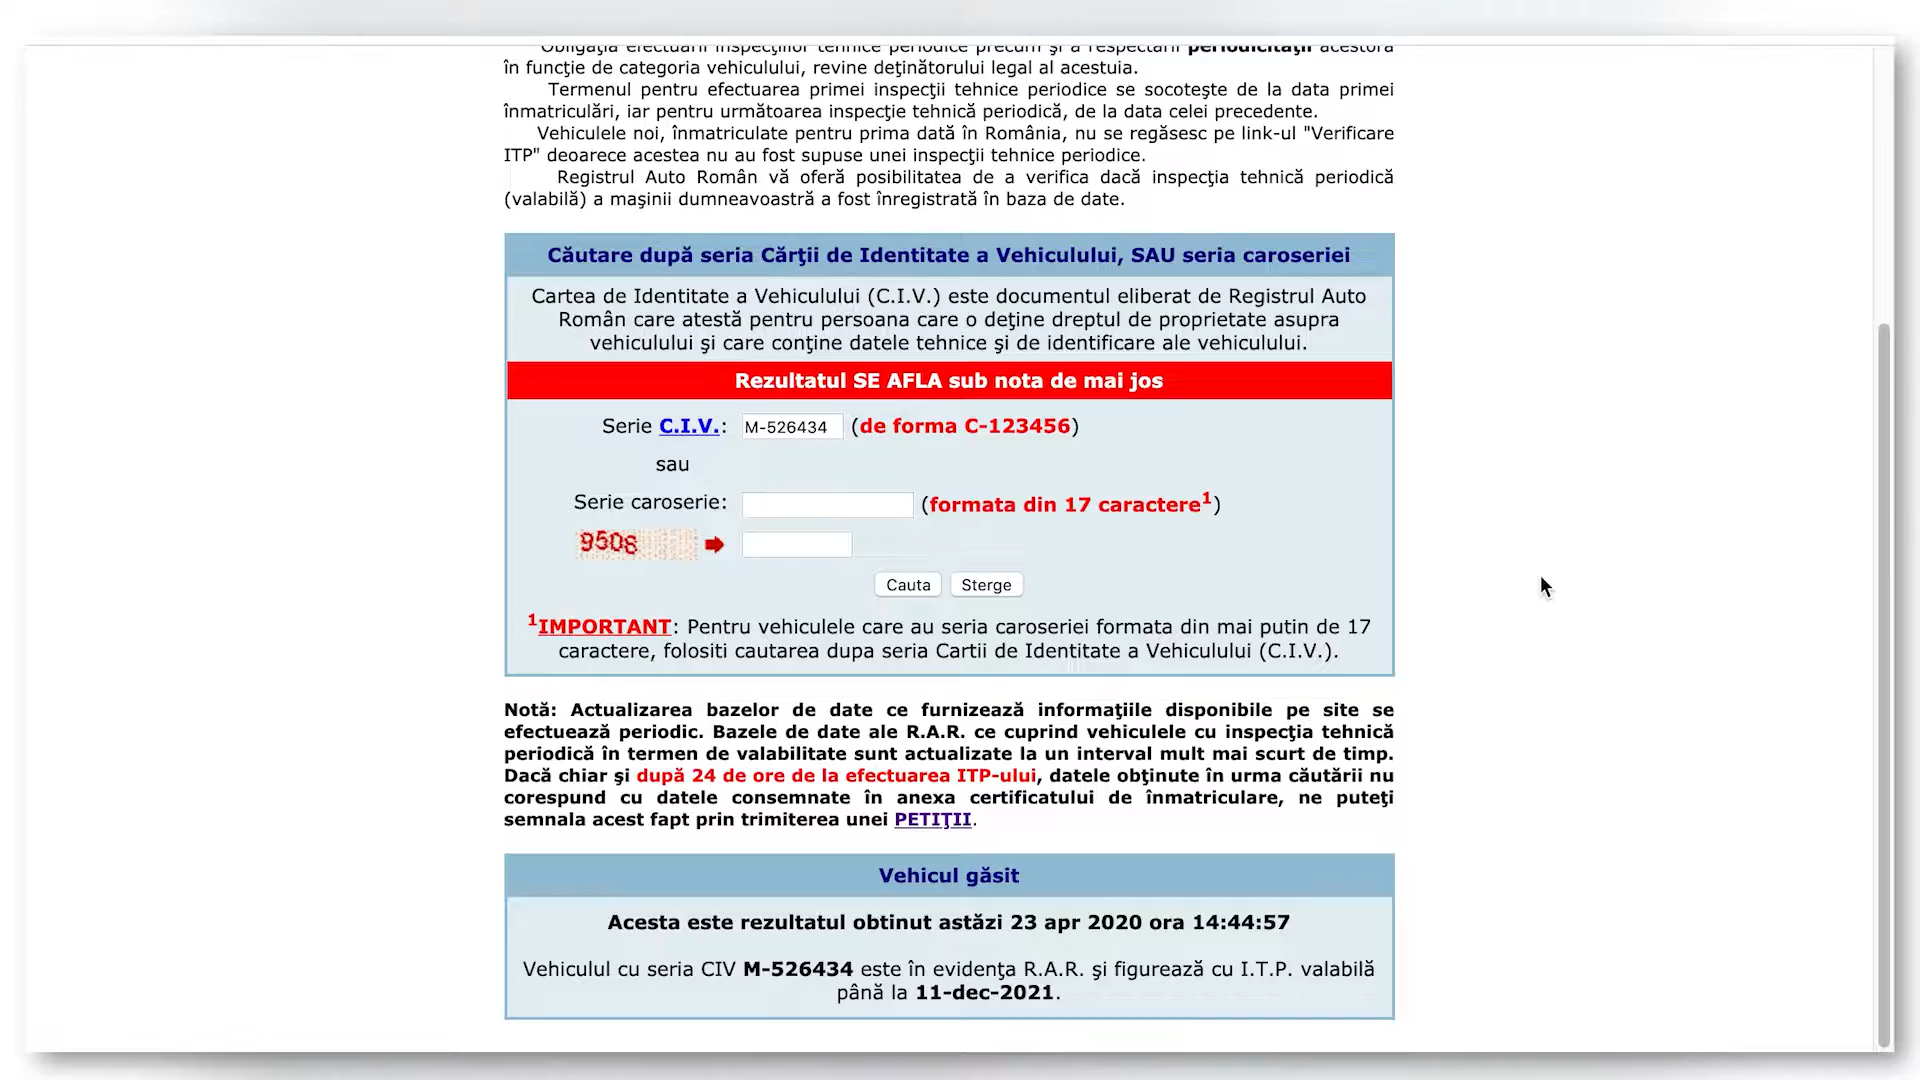 Obligaţia efectuării inspecţiilor tehnice periodice precum şi a respectării periodicităţii acestora
în funcţie de categoria vehiculului, revine deţinătorului legal al acestuia.
Termenul pentru efectuarea primei inspecţii tehnice periodice se socoteşte de la data primei
înmatriculări, iar pentru următoarea inspecţie tehnică periodică, de la data celei precedente.
Vehiculele noi, înmatriculate pentru prima dată în România, nu se regăsesc pe link-ul "Verificare
ITP" deoarece acestea nu au fost supuse unei inspecţii tehnice periodice.
Registrul Auto Român vă oferă posibilitatea de a verifica dacă inspecţia tehnică periodică
(valabilă) a maşinii dumneavoastră a fost înregistrată în baza de date.
Căutare după seria Cărţii de Identitate a Vehiculului, SAU seria caroseriei
Cartea de Identitate a Vehiculului (C.I.V.) este documentul eliberat de Registrul Auto
Român care atestă pentru persoana care o deţine dreptul de proprietate asupra
vehiculului şi care conţine datele tehnice şi de identificare ale vehiculului.
Rezultatul SE AFLA sub nota de mai jos
Serie C.I.V.: M-526434 (de forma C-123456)
sau
Serie caroserie: (formata din 17 caractere1)
9508
Cauta Sterge
1IMPORTANT: Pentru vehiculele care au seria caroseriei formata din mai putin de 17
caractere, folositi cautarea dupa seria Cartii de Identitate a Vehiculului (C.I.V.).
Notă: Actualizarea bazelor de date ce furnizează informaţiile disponibile pe site se
efectuează periodic. Bazele de date ale R.A.R. ce cuprind vehiculele cu inspecţia tehnică
periodică în termen de valabilitate sunt actualizate la un interval mult mai scurt de timp.
Dacă chiar şi după 24 de ore de la efectuarea ITP-ului, datele obţinute în urma căutării nu
corespund cu datele consemnate în anexa certificatului de înmatriculare, ne puteţi
semnala acest fapt prin trimiterea unei PETIŢII.
Vehicul găsit
Acesta este rezultatul obtinut astăzi 23 apr 2020 ora 14:44:57
Vehiculul cu seria CIV M-526434 este în evidenţa R.A.R. şi figurează cu I.T.P. valabilă
până la 11-dec-2021.